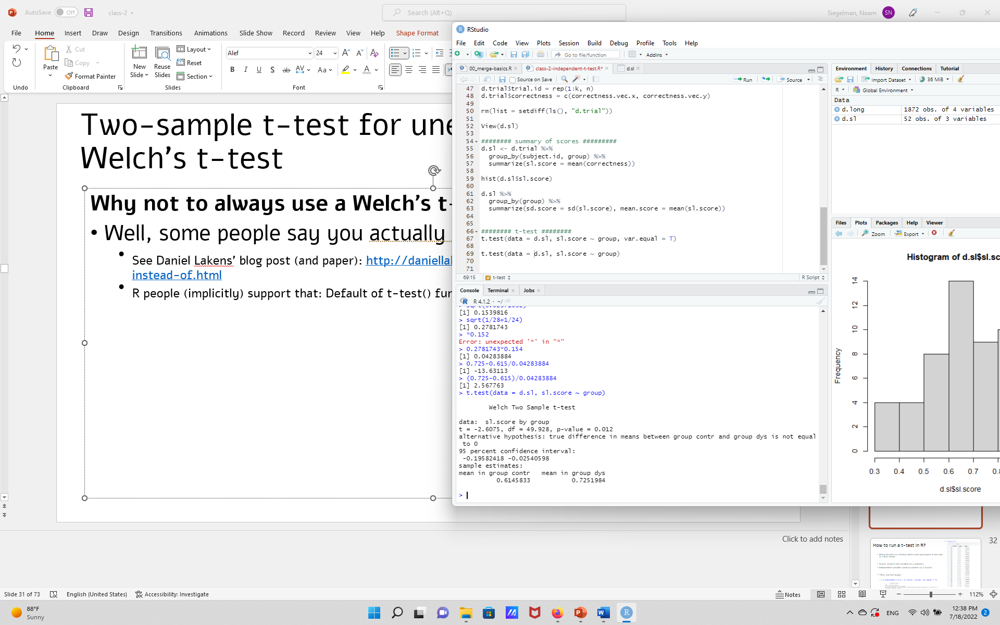 AutoSave Off class-2 Search (Alt+Q) Siegelman, Noam SN
File Home Insert Draw Design Transitions Animations Slide Show Record Review View Help Shape Format
Undo
Paste Cut Copy Format Painter
Clipboard
New Slide Reuse Slides Layout Reset Section
Slides
Alef 24
B I U S ab AV Aa A
Font
Two-sample t-test for une
Welch's t-test
Why not to always use a Welch's t-
• Well, some people say you actually
• See Daniel Lakens' blog post (and paper): http://daniella
instead-of.html
• R people (implicitly) support that: Default of t-test() fur
Click to add notes
RStudio
File Edit Code View Plots Session Build Debug Profile Tools Help
Go to file/function Addins
00_merge-basics.R class-2-independent-t-test.R* d.sl
Source on Save Run Source
47 d.trial$trial.id = rep(1:k, n)
48 d.trial$correctness = c(correctness.vec.x, correctness.vec.y)
49
50 rm(list = setdiff(ls(), "d.trial"))
51
52 View(d.sl)
53
54 ######## summary of scores #########
55 d.sl <- d.trial %>%
56 group_by(subject.id, group) %>%
57 summarize(sl.score = mean(correctness))
58
59 hist(d.sl$sl.score)
60
61 d.sl %>%
62 group_by(group) %>%
63 summarize(sd.score = sd(sl.score), mean.score = mean(sl.score))
64
65
66 ######## t-test ########
67 t.test(data = d.sl, sl.score ~ group, var.equal = T)
68
69 t.test(data = d.sl, sl.score ~ group)
70
71
69:15 t-test R Script
Console Terminal Jobs
R 4.1.2 · ~/
[1] 0.1539816
> sqrt(1/28+1/24)
[1] 0.2781743
> *0.152
Error: unexpected '*' in "*"
> 0.2781743*0.154
[1] 0.04283884
> 0.725-0.615/0.04283884
[1] -13.63113
> (0.725-0.615)/0.04283884
[1] 2.567763
> t.test(data = d.sl, sl.score ~ group)
Welch Two Sample t-test
data: sl.score by group
t = -2.6075, df = 49.928, p-value = 0.012
alternative hypothesis: true difference in means between group contr and group dys is not equal
to 0
95 percent confidence interval:
-0.19582418 -0.02540598
sample estimates:
mean in group contr mean in group dys
0.6145833 0.7251984
>
Environment History Connections Tutorial
Import Dataset 36 MiB
R Global Environment
Data
d.long 1872 obs. of 4 variables
d.sl 52 obs. of 3 variables
Files Plots Packages Help Viewer
Zoom Export
Histogram of d.sl$sl.sc
Frequency
14
12
10
8
6
4
2
0
0.3 0.4 0.5 0.6 0.7 0.8
d.sl$sl.score
32
How to run a t-test in R?
Slide 31 of 73 English (United States) Accessibility: Investigate Notes 112%
88°F
Sunny
ENG
12:38 PM
7/18/2022
2